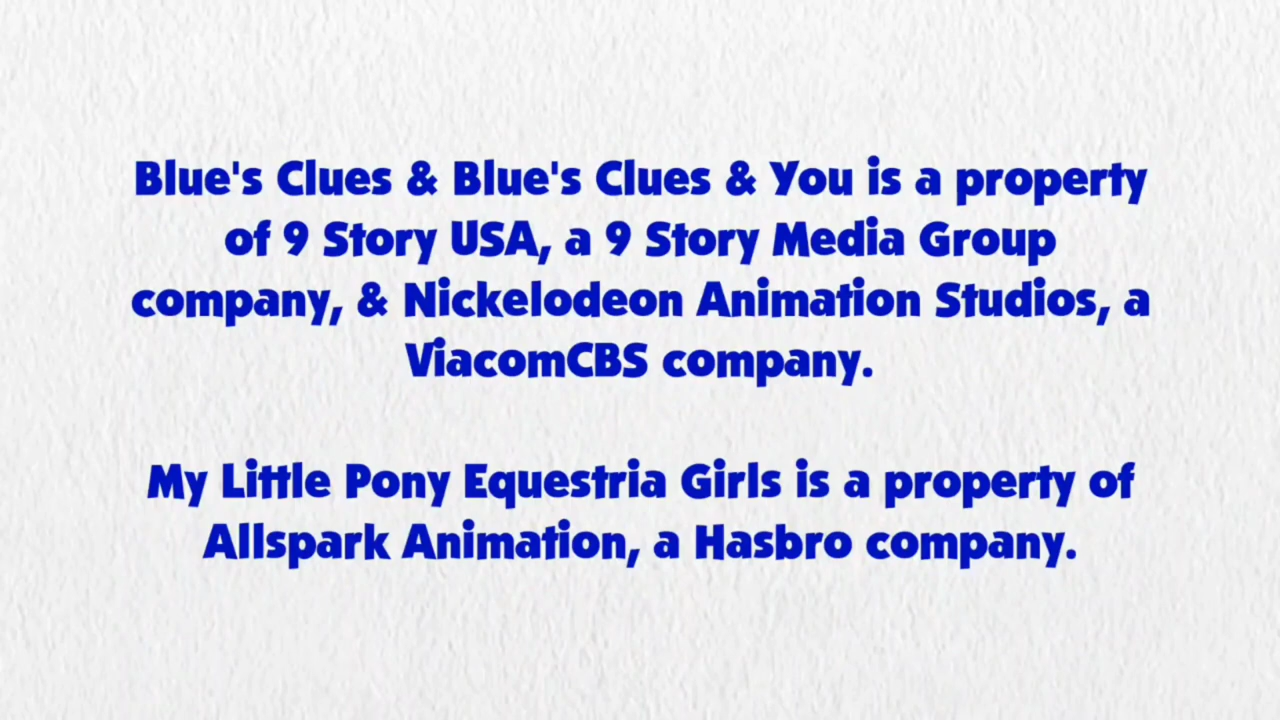 Blue's Clues & Blue's Clues & You is a property
of 9 Story USA, a 9 Story Media Group
company, & Nickelodeon Animation Studios, a
ViacomCBS company.
My Little Pony Equestria Girls is a property of
Allspark Animation, a Hasbro company.